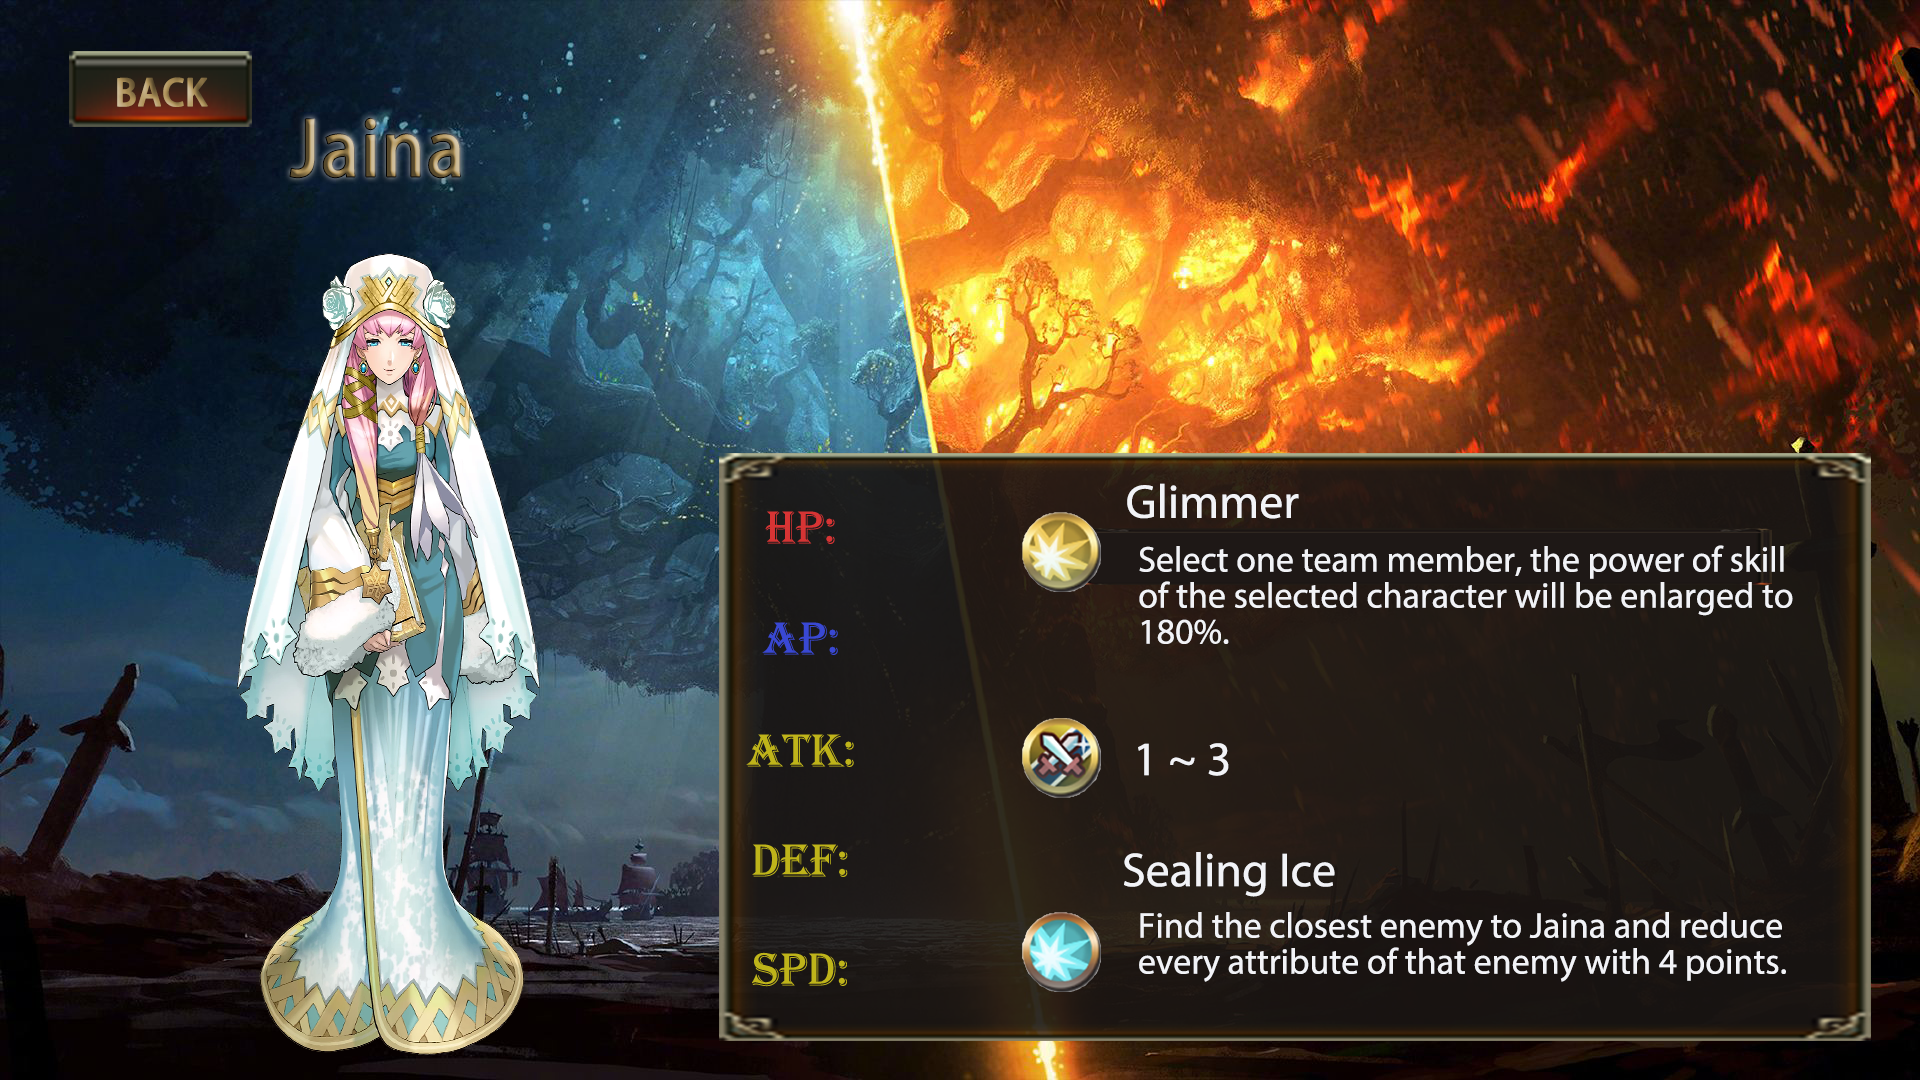 BACK
Jaina
HP:
AP:
ATK:
DEF:
SPD:
Glimmer
Select one team member, the power of skill
of the selected character will be enlarged to
180%.
1 ~ 3
Sealing Ice
Find the closest enemy to Jaina and reduce
every attribute of that enemy with 4 points.